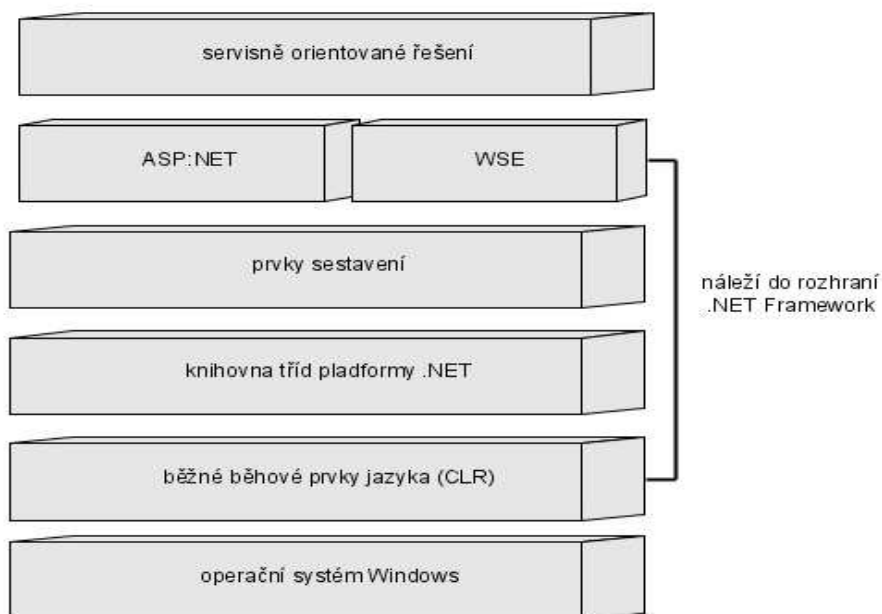 servisně orientované řešení
ASP:NET
WSE
prvky sestavení
náleží do rozhraní
.NET Framework
knihovna tříd pladformy .NET
běžné běhové prvky jazyka (CLR)
operační systém Windows